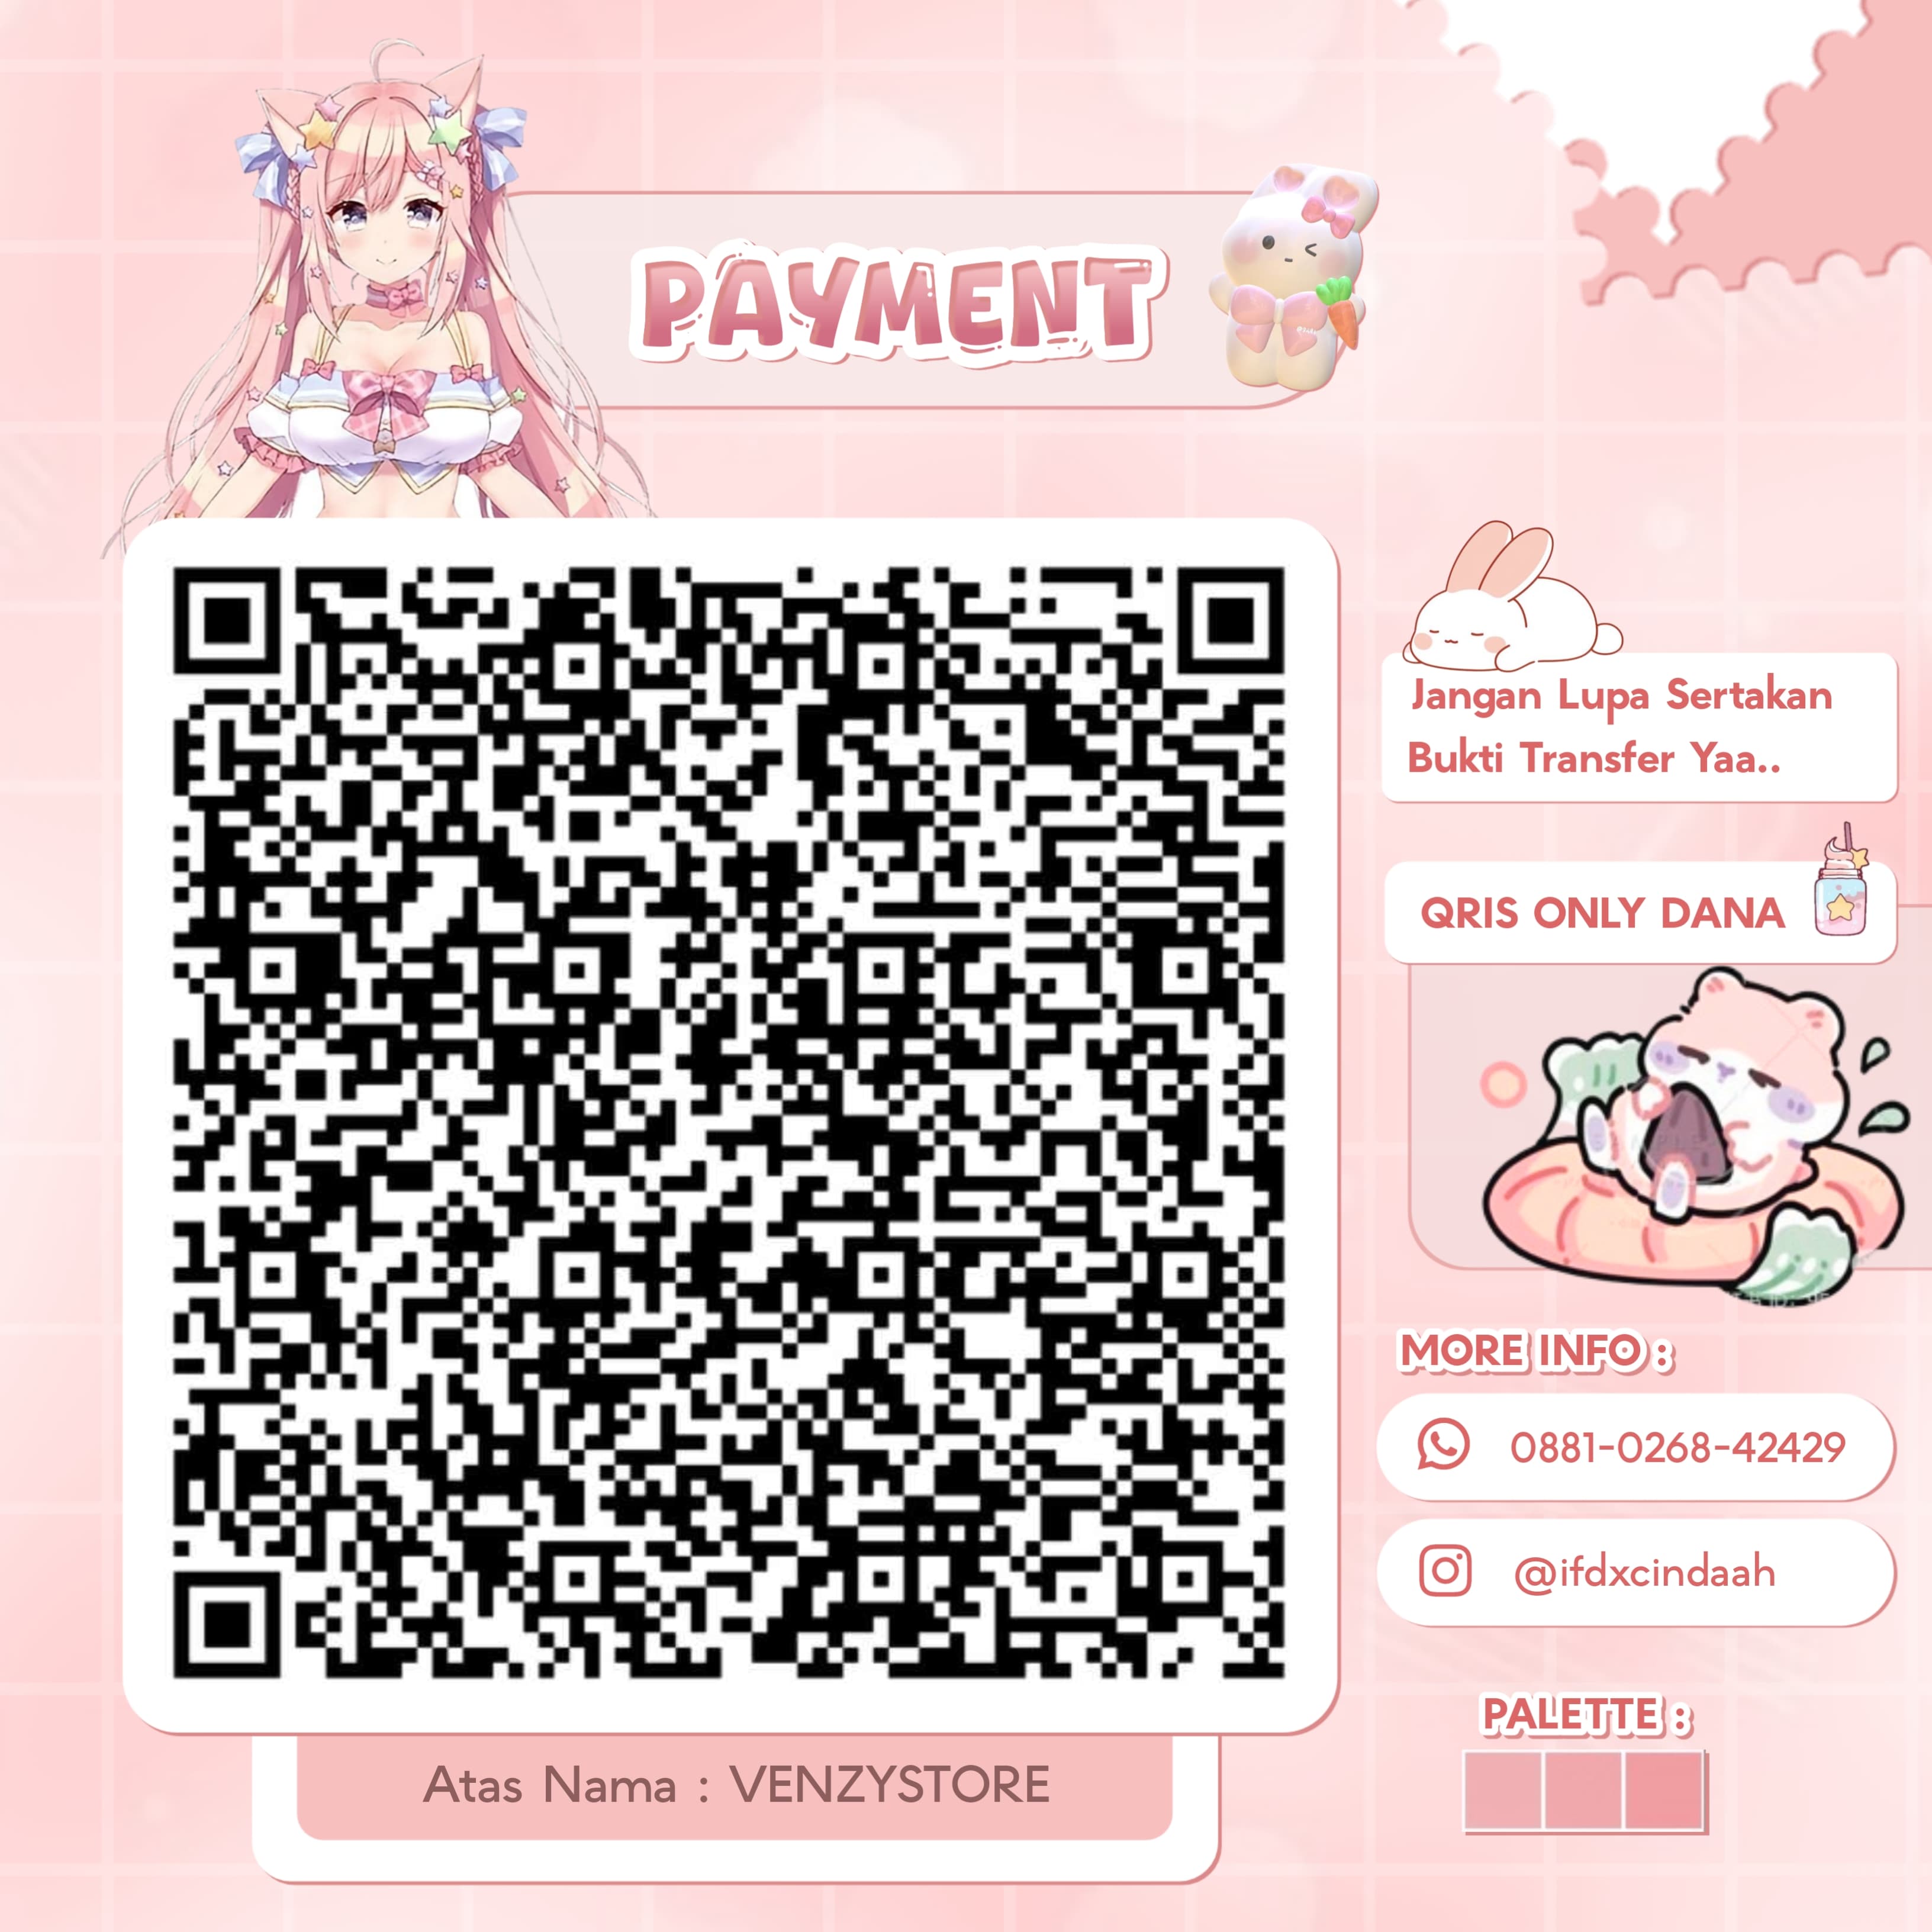 PAYMENT
Jangan Lupa Sertakan
Bukti Transfer Yaa..
QRIS ONLY DANA
MORE INFO :
0881-0268-42429
@ifdxcindaah
PALETTE :
Atas Nama : VENZYSTORE